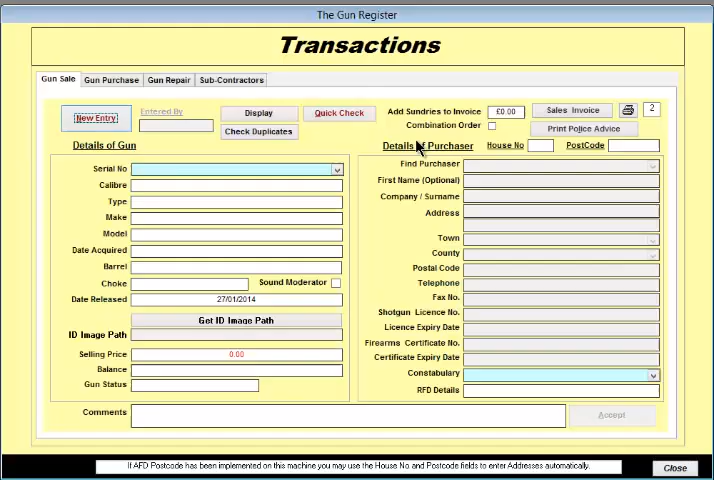 The Gun Register
Transactions
Gun Sale Gun Purchase Gun Repair Sub-Contractors
New Entry Entered By Display Quick Check Add Sundries to Invoice £0.00 Sales Invoice 2
Check Duplicates Combination Order Print Police Advice
Details of Gun Details of Purchaser House No PostCode
Serial No Find Purchaser
Calibre First Name (Optional)
Type Company / Surname
Make Address
Model Town
Date Acquired County
Barrel Postal Code
Choke Sound Moderator Telephone
Date Released 27/01/2014 Fax No.
Get ID Image Path Shotgun Licence No.
ID Image Path Licence Expiry Date
Firearms Certificate No.
Selling Price 0.00 Certificate Expiry Date
Balance Constabulary
Gun Status RFD Details
Comments Accept
If AFD Postcode has been implemented on this machine you may use the House No. and Postcode fields to enter Addresses automatically. Close